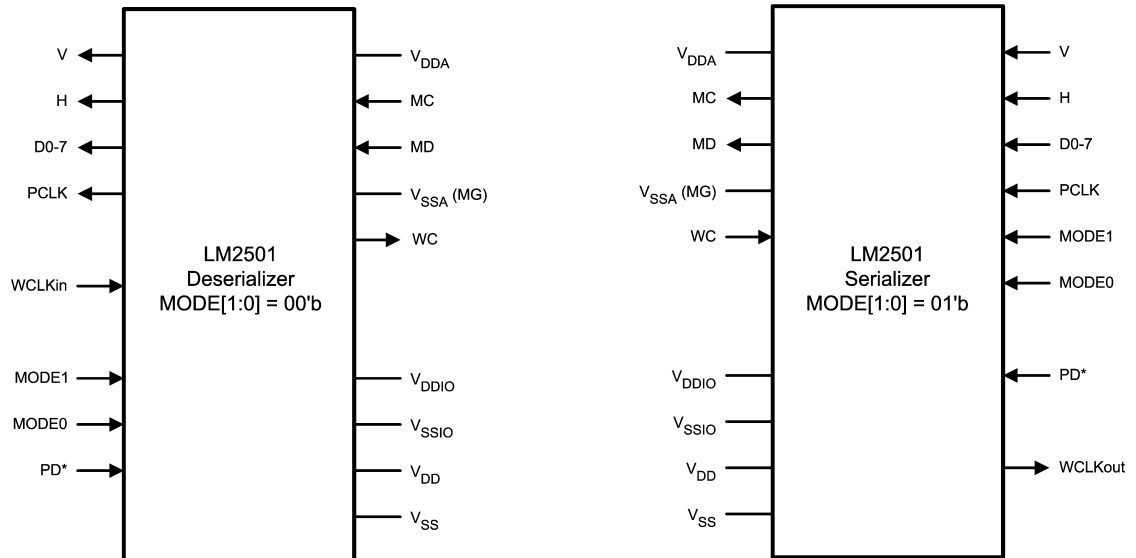 V
H
D0-7
PCLK
WCLKin
MODE1
MODE0
PD*
LM2501
Deserializer
MODE[1:0] = 00'b
VDDA
MC
MD
VSSA (MG)
WC
VDDIO
VSSIO
VDD
VSS
VDDA
MC
MD
VSSA (MG)
WC
VDDIO
VSSIO
VDD
VSS
LM2501
Serializer
MODE[1:0] = 01'b
V
H
D0-7
PCLK
MODE1
MODE0
PD*
WCLKout